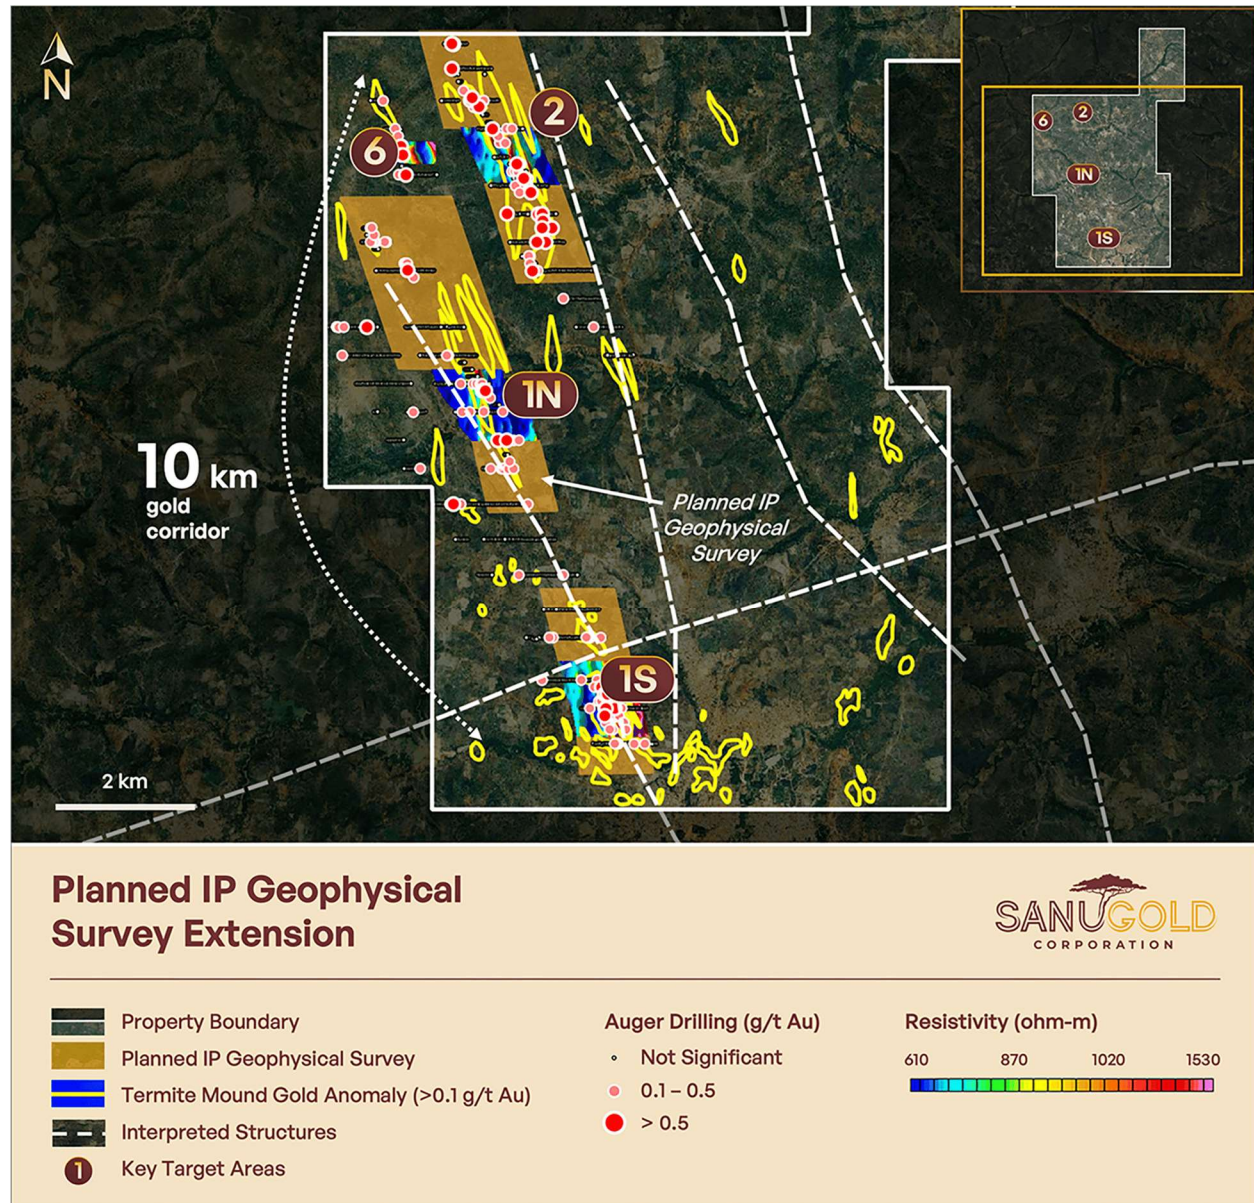 N
6
2
1N
1S
6
2
1N
1S
10 km
gold
corridor
Planned IP
Geophysical
Survey
2 km
Planned IP Geophysical
Survey Extension
SANUGOLD
CORPORATION
Property Boundary
Planned IP Geophysical Survey
Termite Mound Gold Anomaly (>0.1 g/t Au)
Interpreted Structures
1 Key Target Areas
Auger Drilling (g/t Au)
Not Significant
0.1 – 0.5
> 0.5
Resistivity (ohm-m)
610 870 1020 1530